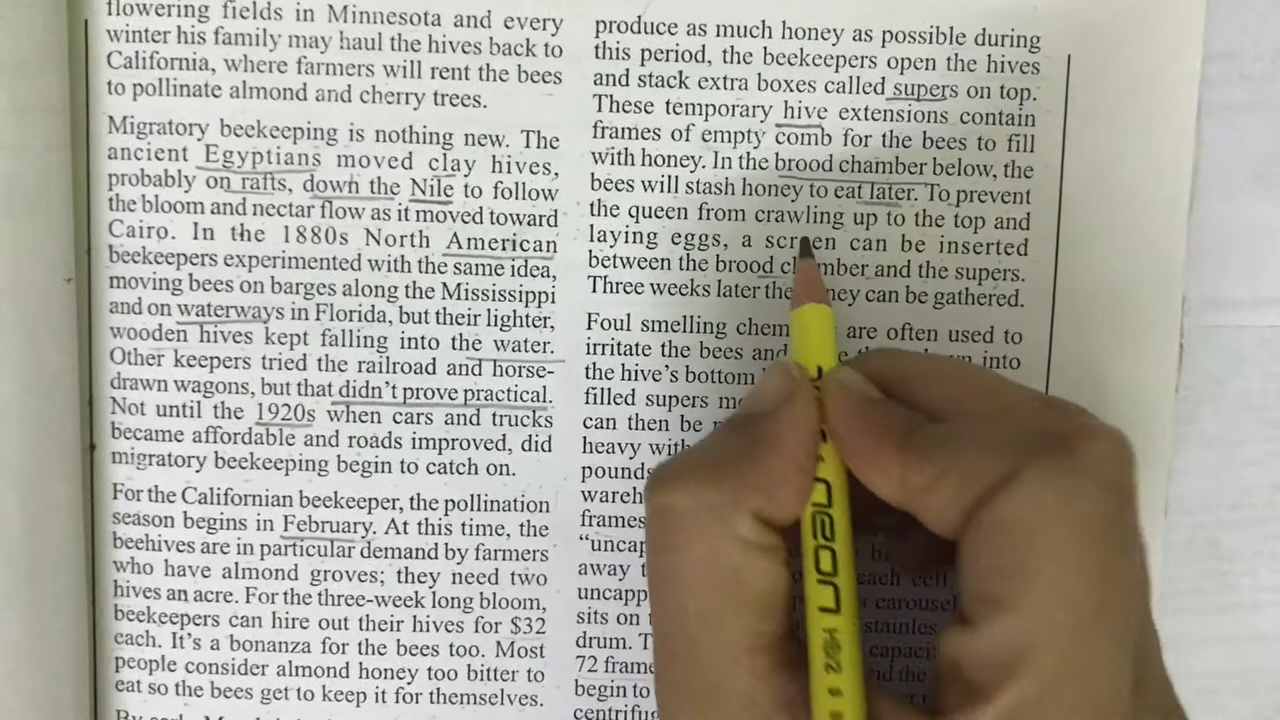 flowering fields in Minnesota and every
winter his family may haul the hives back to
California, where farmers will rent the bees
to pollinate almond and cherry trees.
Migratory beekeeping is nothing new. The
ancient Egyptians moved clay hives,
probably on rafts, down the Nile to follow
the bloom and nectar flow as it moved toward
Cairo. In the 1880s North American
beekeepers experimented with the same idea,
moving bees on barges along the Mississippi
and on waterways in Florida, but their lighter,
wooden hives kept falling into the water.
Other keepers tried the railroad and horse-
drawn wagons, but that didn't prove practical.
Not until the 1920s when cars and trucks
became affordable and roads improved, did
migratory beekeeping begin to catch on.
For the Californian beekeeper, the pollination
season begins in February. At this time, the
beehives are in particular demand by farmers
who have almond groves; they need two
hives an acre. For the three-week long bloom,
beekeepers can hire out their hives for $32
each. It's a bonanza for the bees too. Most
people consider almond honey too bitter to
eat so the bees get to keep it for themselves.
produce as much honey as possible during
this period, the beekeepers open the hives
and stack extra boxes called supers on top.
These temporary hive extensions contain
frames of empty comb for the bees to fill
with honey. In the brood chamber below, the
bees will stash honey to eat later. To prevent
the queen from crawling up to the top and
laying eggs, a screen can be inserted
between the brood chamber and the supers.
Three weeks later the honey can be gathered.
Foul smelling are often used to
irritate the bees and into
the hive's bottom
filled supers
can then be
heavy with
pounds
frames
away
sits on
drum. each cell
72 carousel
begin to and the
neon
HB/2